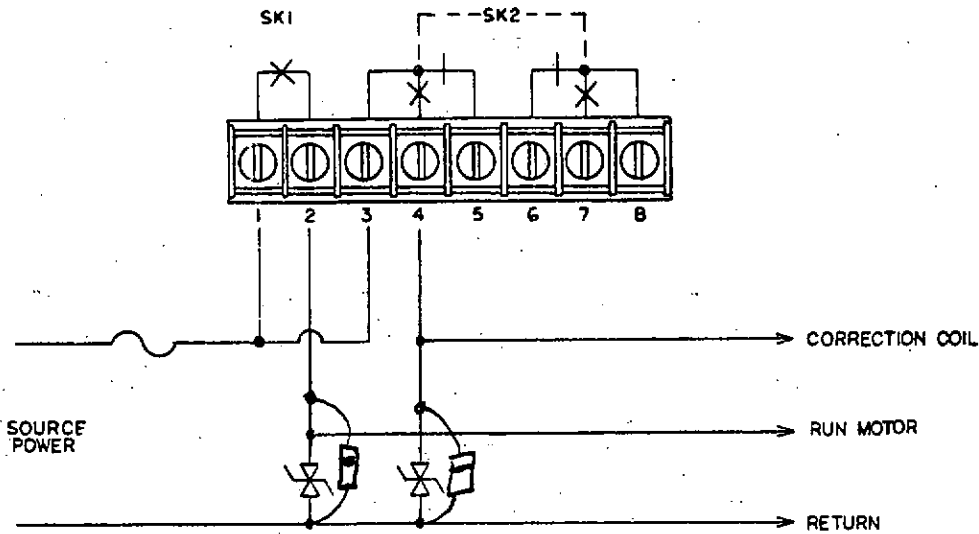 SK1
SK2
1 2 3 4 5 6 7 8
CORRECTION COIL
SOURCE
POWER
RUN MOTOR
RETURN